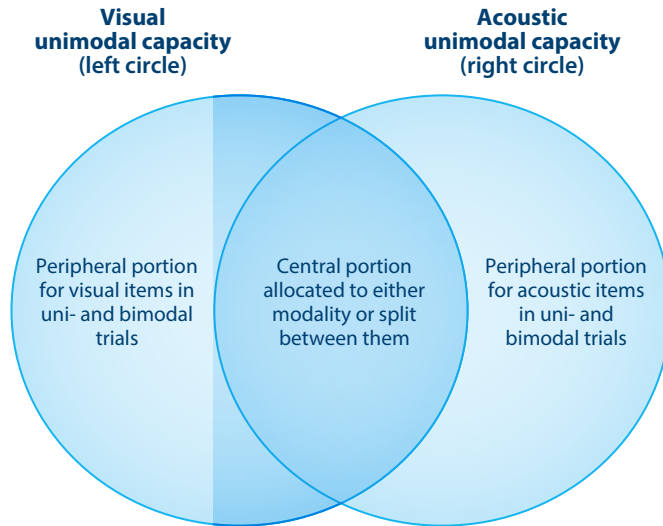 Visual
unimodal capacity
(left circle)
Acoustic
unimodal capacity
(right circle)
Peripheral portion
for visual items in
uni- and bimodal
trials
Central portion
allocated to either
modality or split
between them
Peripheral portion
for acoustic items
in uni- and
bimodal trials